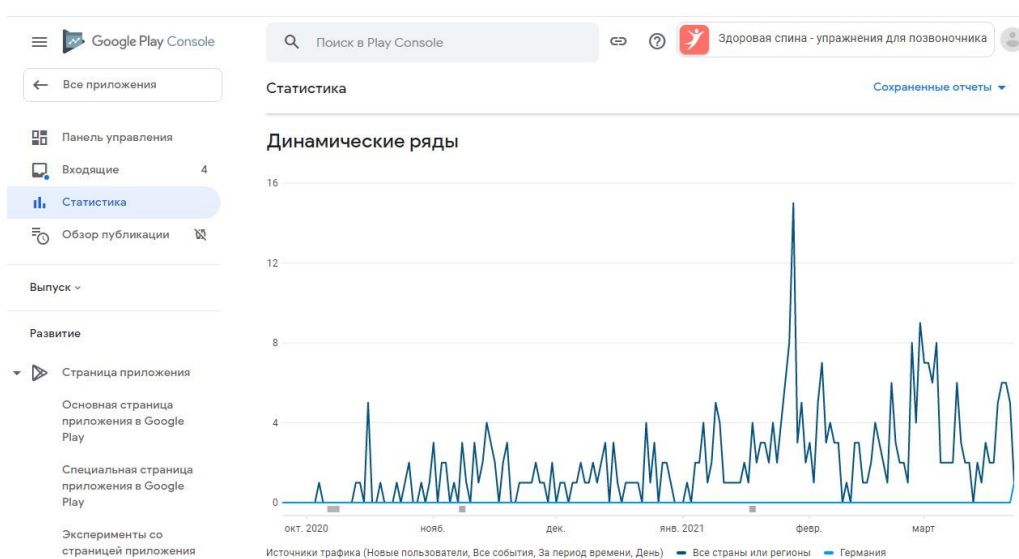 Google Play Console
Поиск в Play Console
Здоровая спина - упражнения для позвоночника
Все приложения
Статистика
Сохраненные отчеты
Панель управления
Входящие 4
Статистика
Обзор публикации
Выпуск
Развитие
Страница приложения
Основная страница
приложения в Google
Play
Специальная страница
приложения в Google
Play
Эксперименты со
страницей приложения
Динамические ряды
16
12
8
4
0
окт. 2020 нояб. дек. янв. 2021 февр. март
Источники трафика (Новые пользователи, Все события, За период времени, День) Все страны или регионы Германия